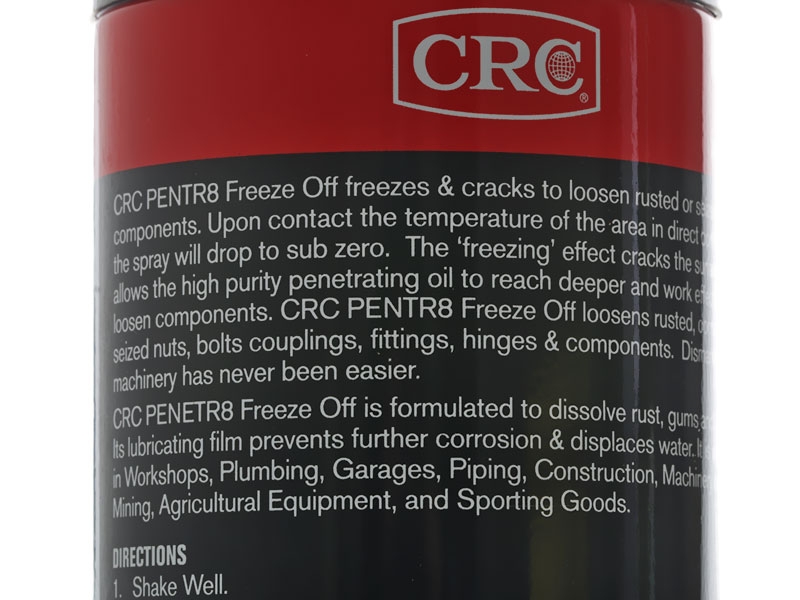 CRC
®
CRC PENTR8 Freeze Off freezes & cracks to loosen rusted or
components. Upon contact the temperature of the area in direct
the spray will drop to sub zero. The 'freezing' effect cracks the
allows the high purity penetrating oil to reach deeper and work
loosen components. CRC PENTR8 Freeze Off loosens rusted,
seized nuts, bolts couplings, fittings, hinges & components.
machinery has never been easier.
CRC PENETR8 Freeze Off is formulated to dissolve rust, gums
Its lubricating film prevents further corrosion & displaces water.
in Workshops, Plumbing, Garages, Piping, Construction,
Mining, Agricultural Equipment, and Sporting Goods.
DIRECTIONS
1. Shake Well.